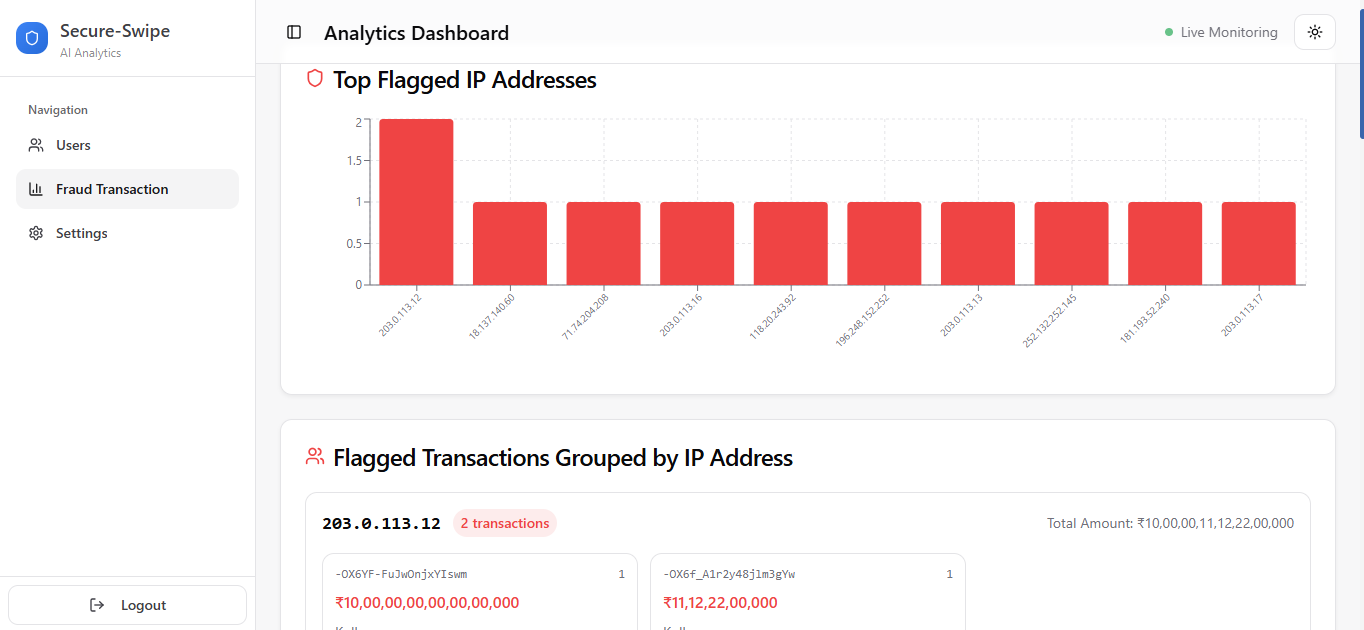 Secure-Swipe
AI Analytics
Navigation
Users
Fraud Transaction
Settings
Logout
Analytics Dashboard
Live Monitoring
Top Flagged IP Addresses
2
1.5
1
0.5
0
203.0.113.12
18.137.140.60
71.74.204.208
203.0.113.16
118.20.243.92
196.248.152.252
203.0.113.13
252.132.252.145
181.193.52.240
203.0.113.17
Flagged Transactions Grouped by IP Address
203.0.113.12 2 transactions Total Amount: ₹10,00,00,11,12,22,00,000
-OX6YF-FuJwOnjxYIswm 1
₹10,00,00,00,00,00,00,000
-OX6f_A1r2y48jlm3gYw 1
₹11,12,22,00,000